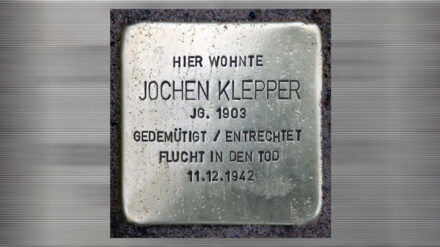 HIER WOHNTE
JOCHEN KLEPPER
JG. 1903
GEDEMÜTIGT / ENTRECHTET
FLUCHT IN DEN TOD
11.12.1942